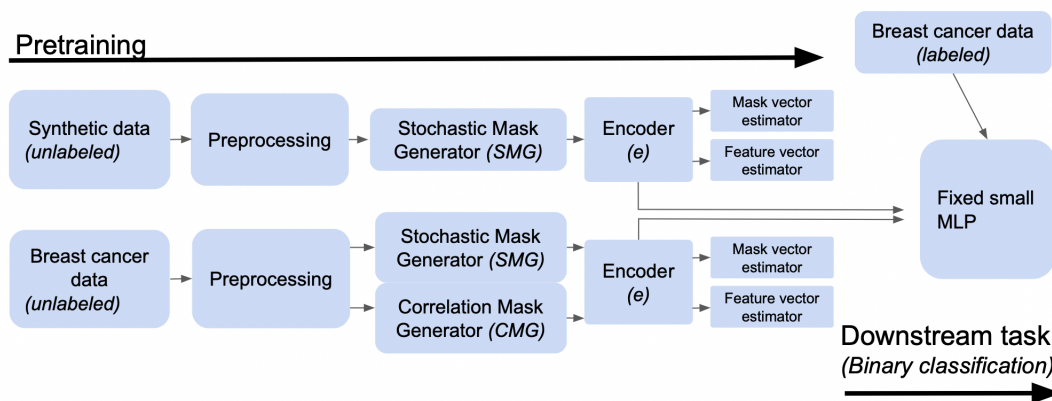 Pretraining
Breast cancer data
(labeled)
Synthetic data
(unlabeled)
Preprocessing
Stochastic Mask
Generator (SMG)
Encoder
(e)
Mask vector
estimator
Feature vector
estimator
Fixed small
MLP
Breast cancer
data
(unlabeled)
Preprocessing
Stochastic Mask
Generator (SMG)
Correlation Mask
Generator (CMG)
Encoder
(e)
Mask vector
estimator
Feature vector
estimator
Downstream task
(Binary classification)